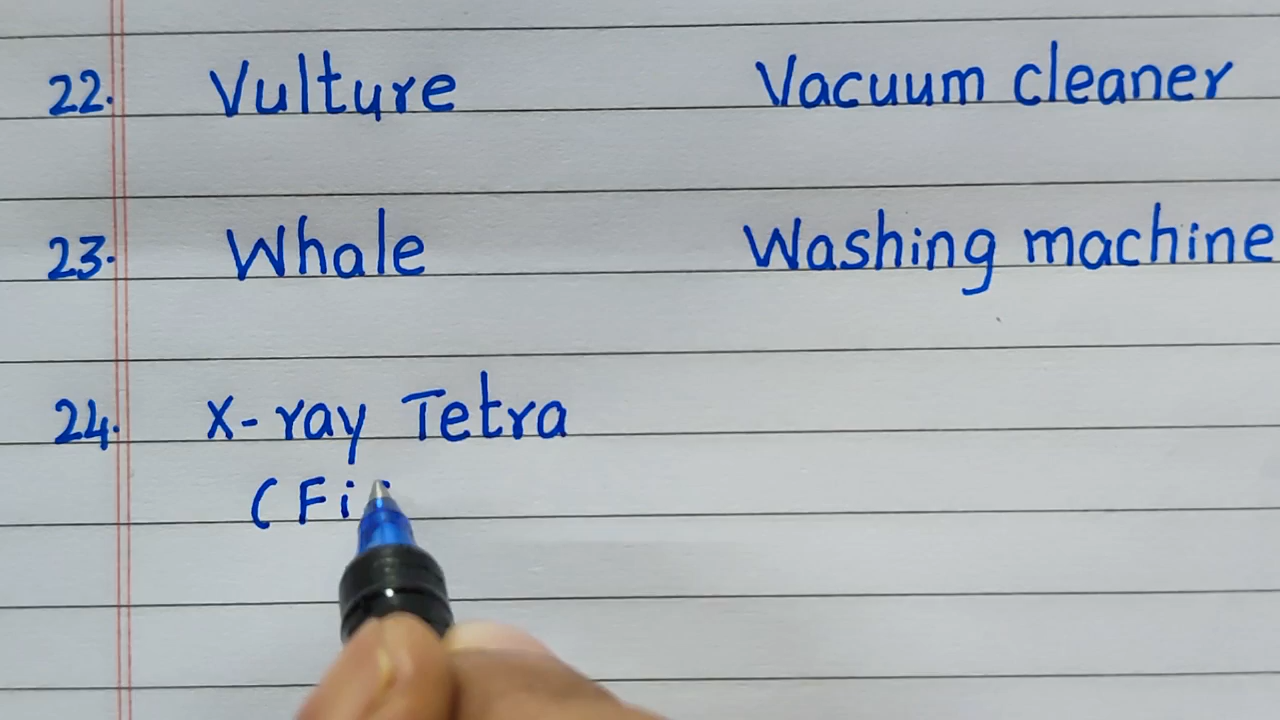 22. Vulture Vacuum cleaner
23. Whale Washing machine
24. X-ray Tetra
(Fi